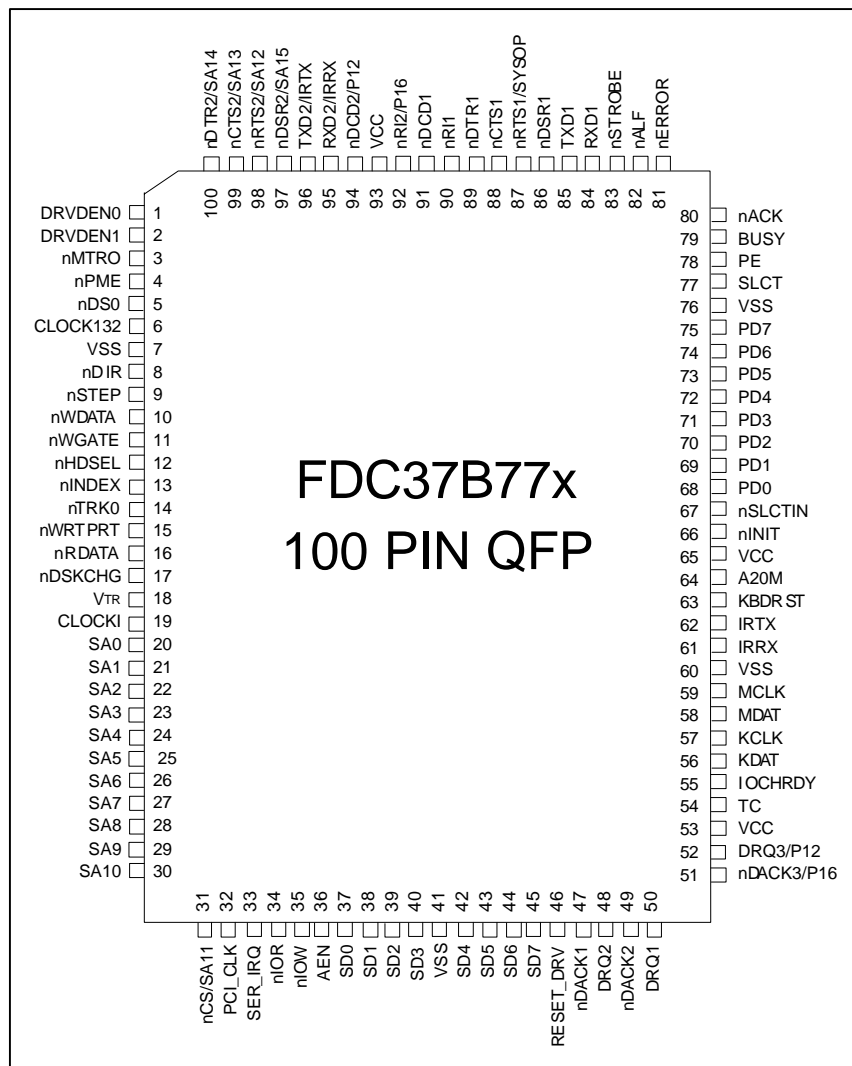 nDTR2/SA14
nCTS2/SA13
nRTS2/SA12
nDSR2/SA15
TXD2/IRTX
RXD2/IRRX
nDCD2/P12
VCC
nRI2/P16
nDCD1
nRI1
nDTR1
nCTS1
nRTS1/SYSOP
nDSR1
TXD1
RXD1
nSTROBE
nALF
nERROR
100
99
98
97
96
95
94
93
92
91
90
89
88
87
86
85
84
83
82
81
DRVDEN0 1
DRVDEN1 2
nMTRO 3
nPME 4
nDS0 5
CLOCK132 6
VSS 7
nDIR 8
nSTEP 9
nWDATA 10
nWGATE 11
nHDSEL 12
nINDEX 13
nTRK0 14
nWRTPRT 15
nRDATA 16
nDSKCHG 17
VTR 18
CLOCKI 19
SA0 20
SA1 21
SA2 22
SA3 23
SA4 24
SA5 25
SA6 26
SA7 27
SA8 28
SA9 29
SA10 30
FDC37B77x
100 PIN QFP
80 nACK
79 BUSY
78 PE
77 SLCT
76 VSS
75 PD7
74 PD6
73 PD5
72 PD4
71 PD3
70 PD2
69 PD1
68 PD0
67 nSLCTIN
66 nINIT
65 VCC
64 A20M
63 KBDRST
62 IRTX
61 IRRX
60 VSS
59 MCLK
58 MDAT
57 KCLK
56 KDAT
55 IOCHRDY
54 TC
53 VCC
52 DRQ3/P12
51 nDACK3/P16
31
32
33
34
35
36
37
38
39
40
41
42
43
44
45
46
47
48
49
50
nCS/SA11
PCI_CLK
SER_IRQ
nIOR
nIOW
AEN
SD0
SD1
SD2
SD3
VSS
SD4
SD5
SD6
SD7
RESET_DRV
nDACK1
DRQ2
nDACK2
DRQ1